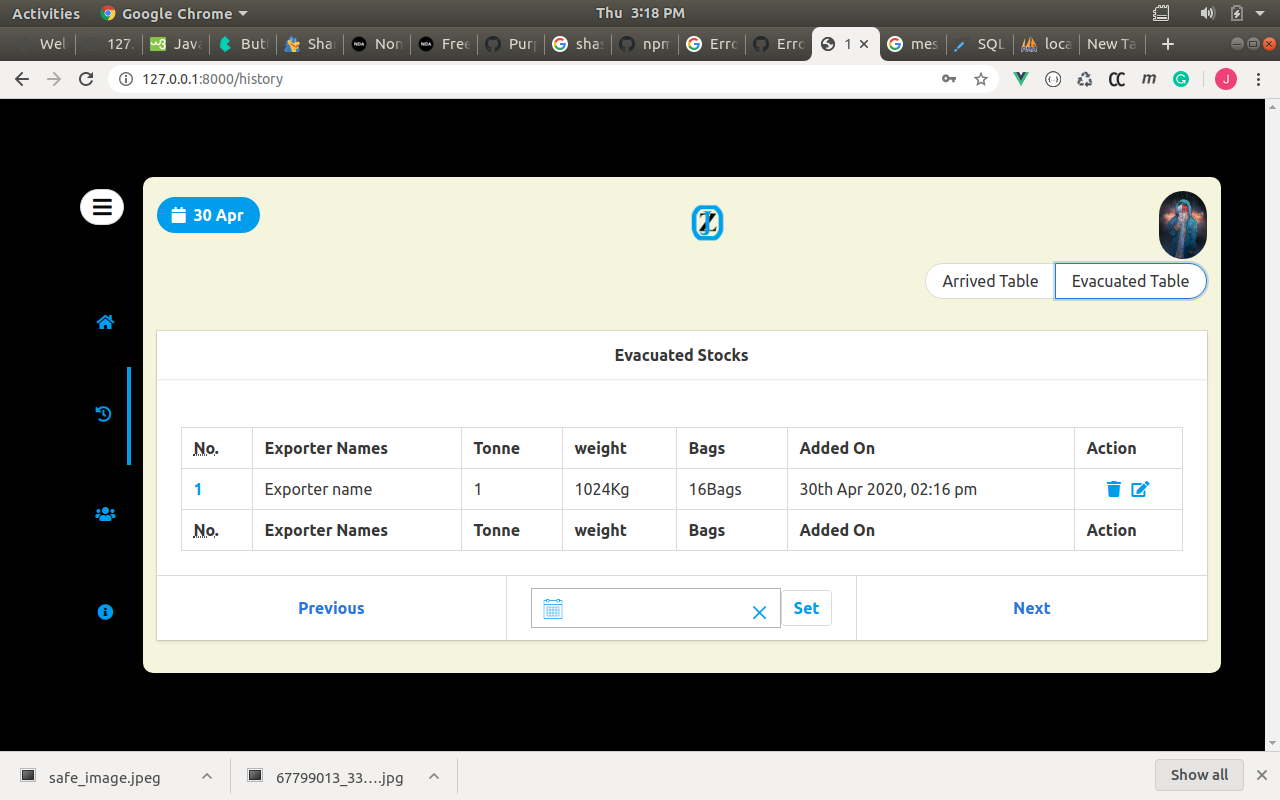 Activities Google Chrome Thu 3:18 PM
Wel 127. Java But Sha Non Free Purp shas npm Erro Erro 1 mes SQL loca New Ta
127.0.0.1:8000/history CC m J
30 Apr Z
Arrived Table Evacuated Table
Evacuated Stocks
No. Exporter Names Tonne weight Bags Added On Action
1 Exporter name 1 1024Kg 16Bags 30th Apr 2020, 02:16 pm
No. Exporter Names Tonne weight Bags Added On Action
Previous Set Next
safe_image.jpeg 67799013_33....jpg Show all